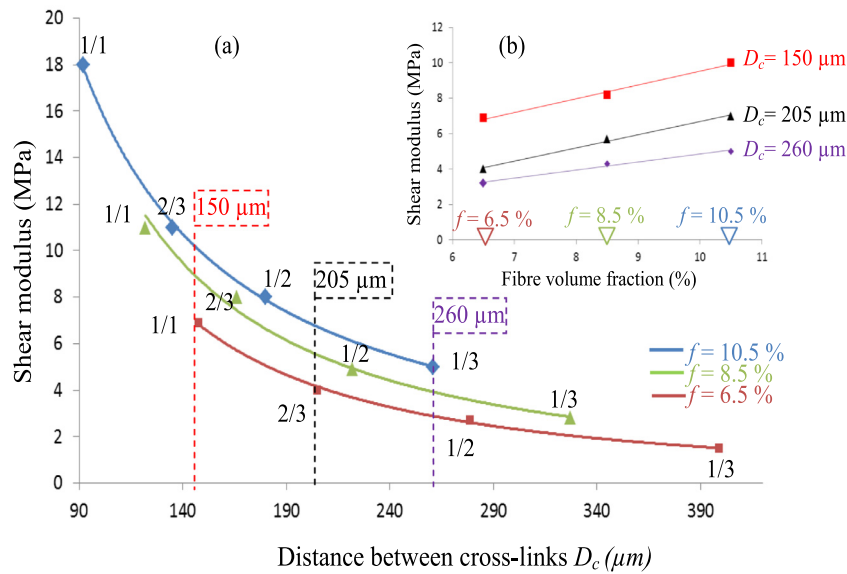 (a)
Shear modulus (MPa)
20
18
16
14
12
10
8
6
4
2
0
90
140
190
240
290
340
390
Distance between cross-links Dc (µm)
1/1
2/3
1/2
1/3
1/1
2/3
1/2
1/3
1/1
2/3
1/2
1/3
150 µm
205 µm
260 µm
f = 10.5 %
f = 8.5 %
f = 6.5 %
(b)
Shear modulus (MPa)
12
10
8
6
4
2
0
6
7
8
9
10
11
Fibre volume fraction (%)
Dc= 150 µm
Dc= 205 µm
Dc= 260 µm
f = 6.5 %
f = 8.5 %
f = 10.5 %